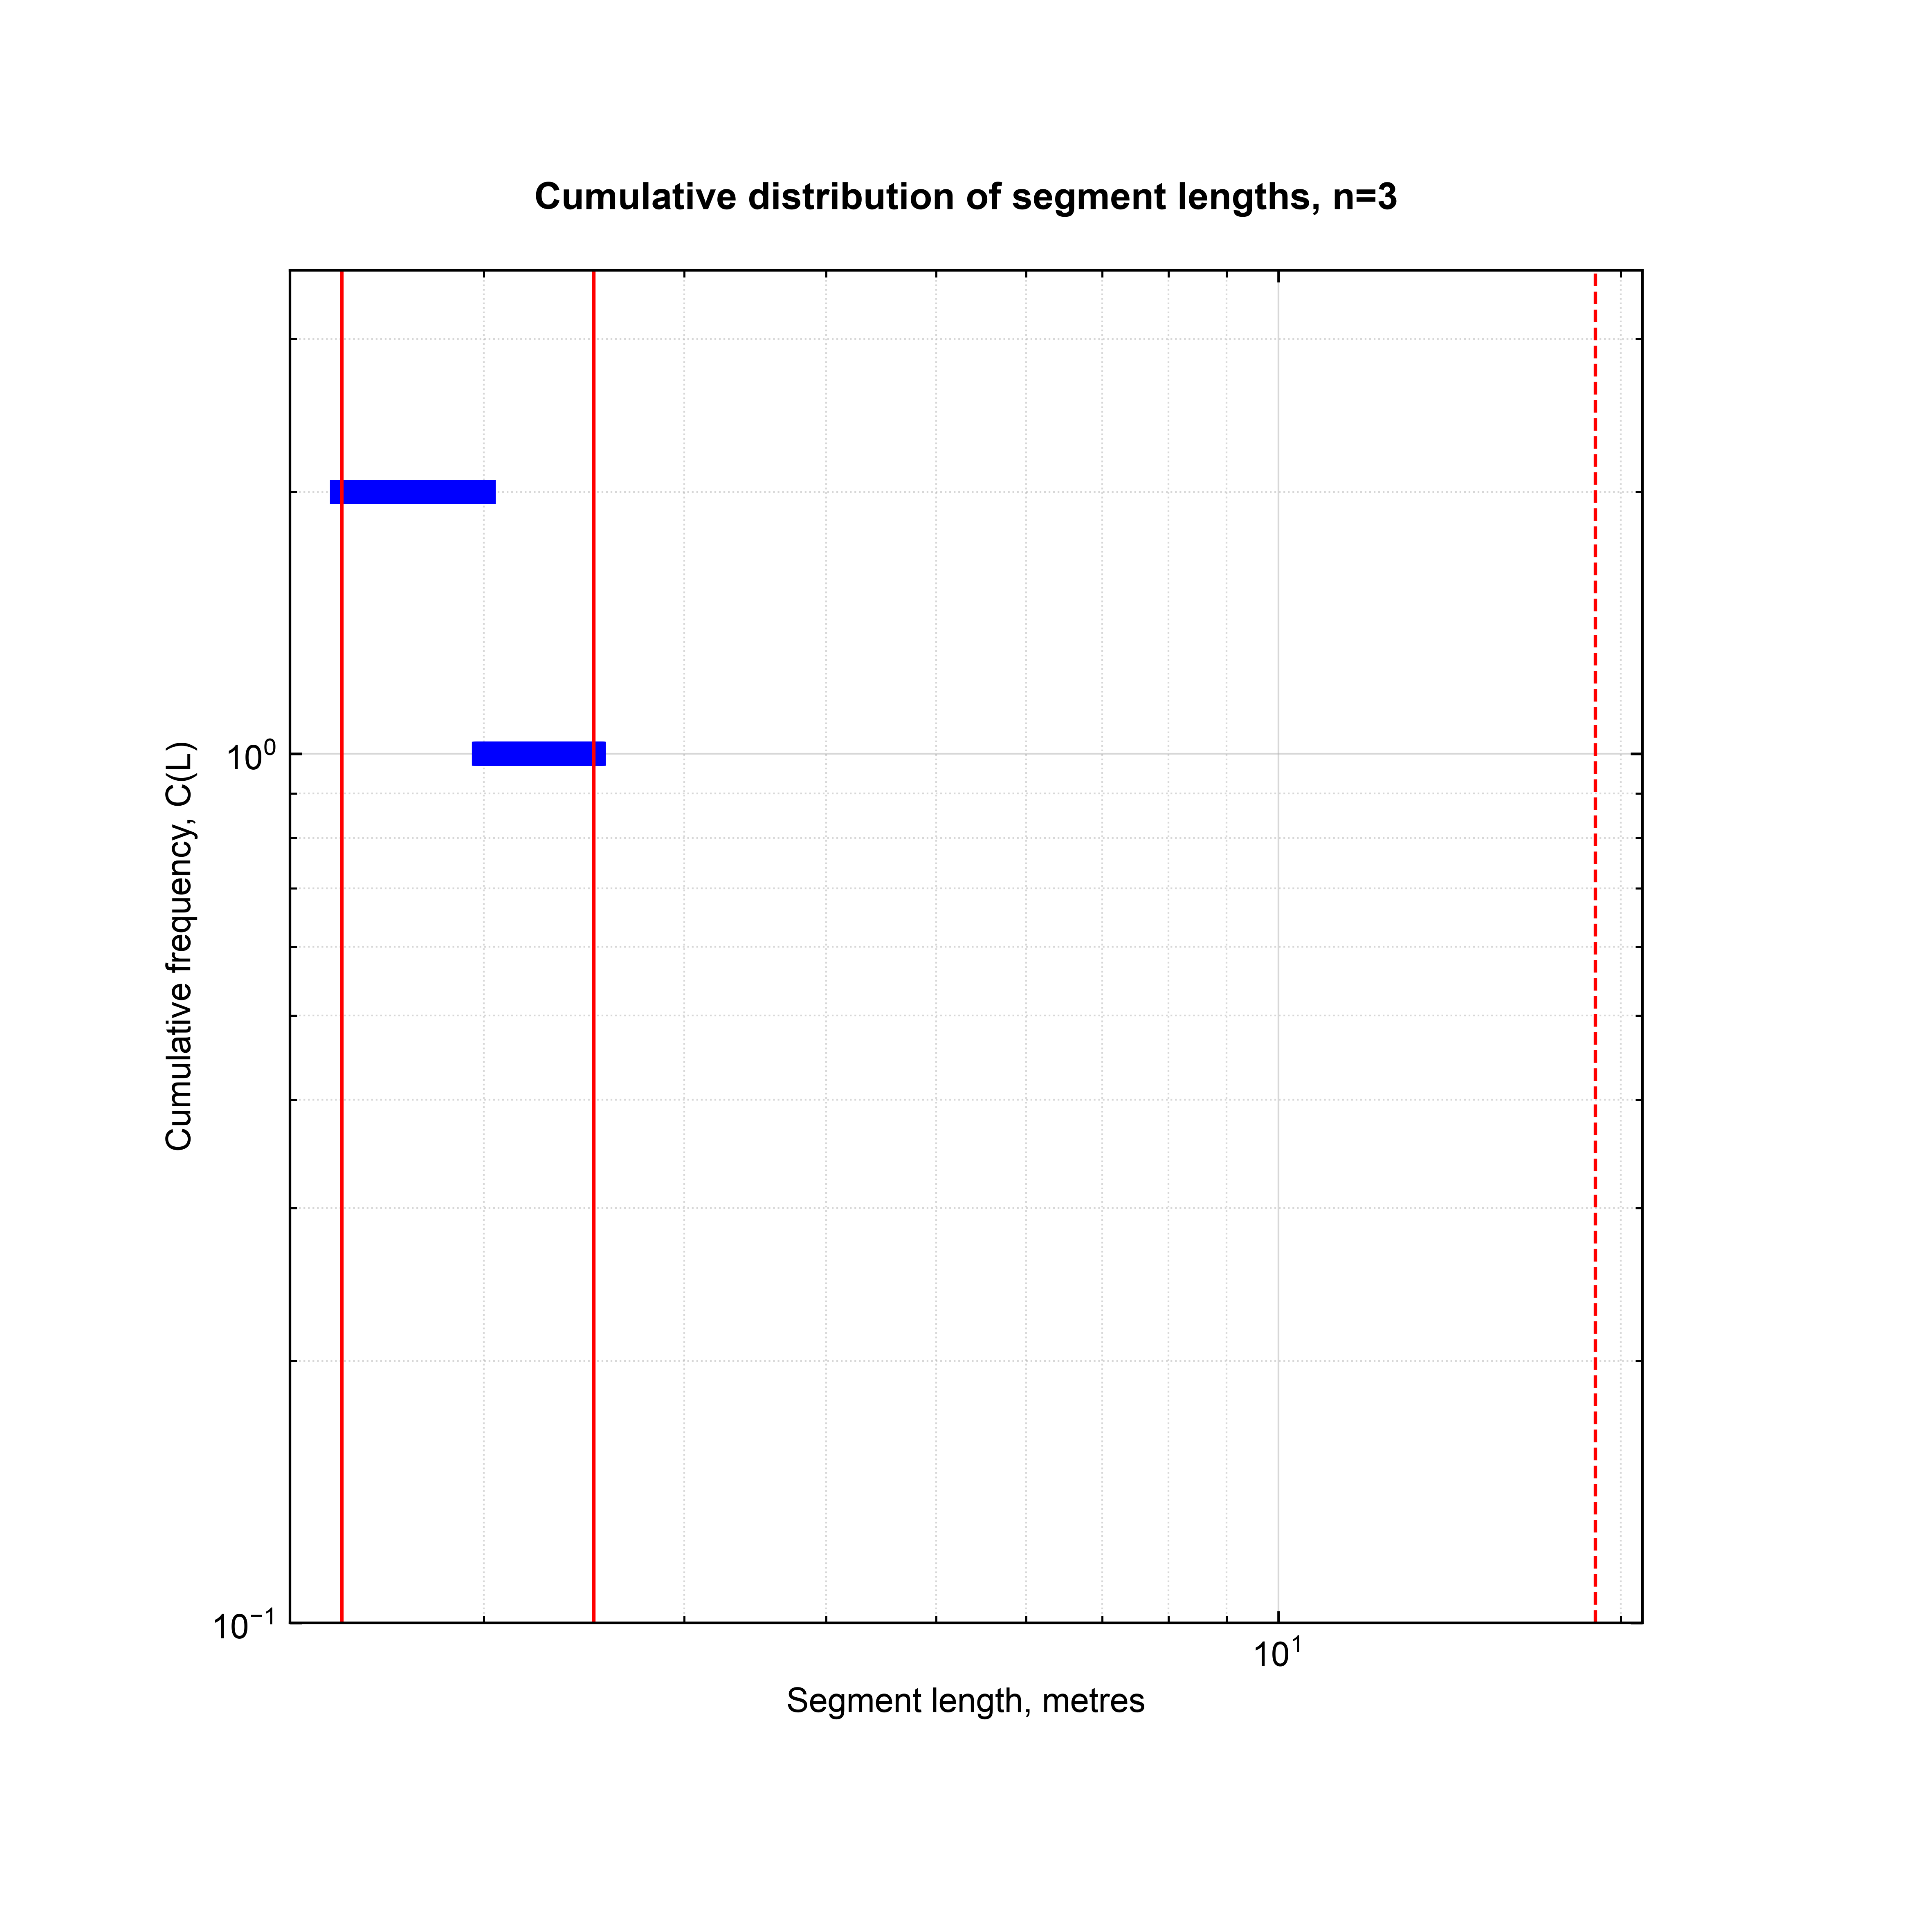 Cumulative distribution of segment lengths, n=3
Cumulative frequency, C(L)
10⁰
10⁻¹
10¹
Segment length, metres